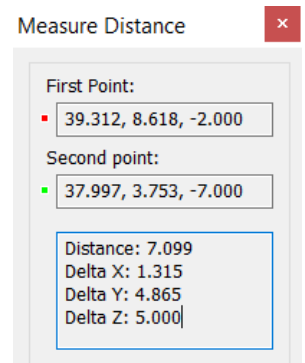 Measure Distance
First Point:
39.312, 8.618, -2.000
Second point:
37.997, 3.753, -7.000
Distance: 7.099
Delta X: 1.315
Delta Y: 4.865
Delta Z: 5.000